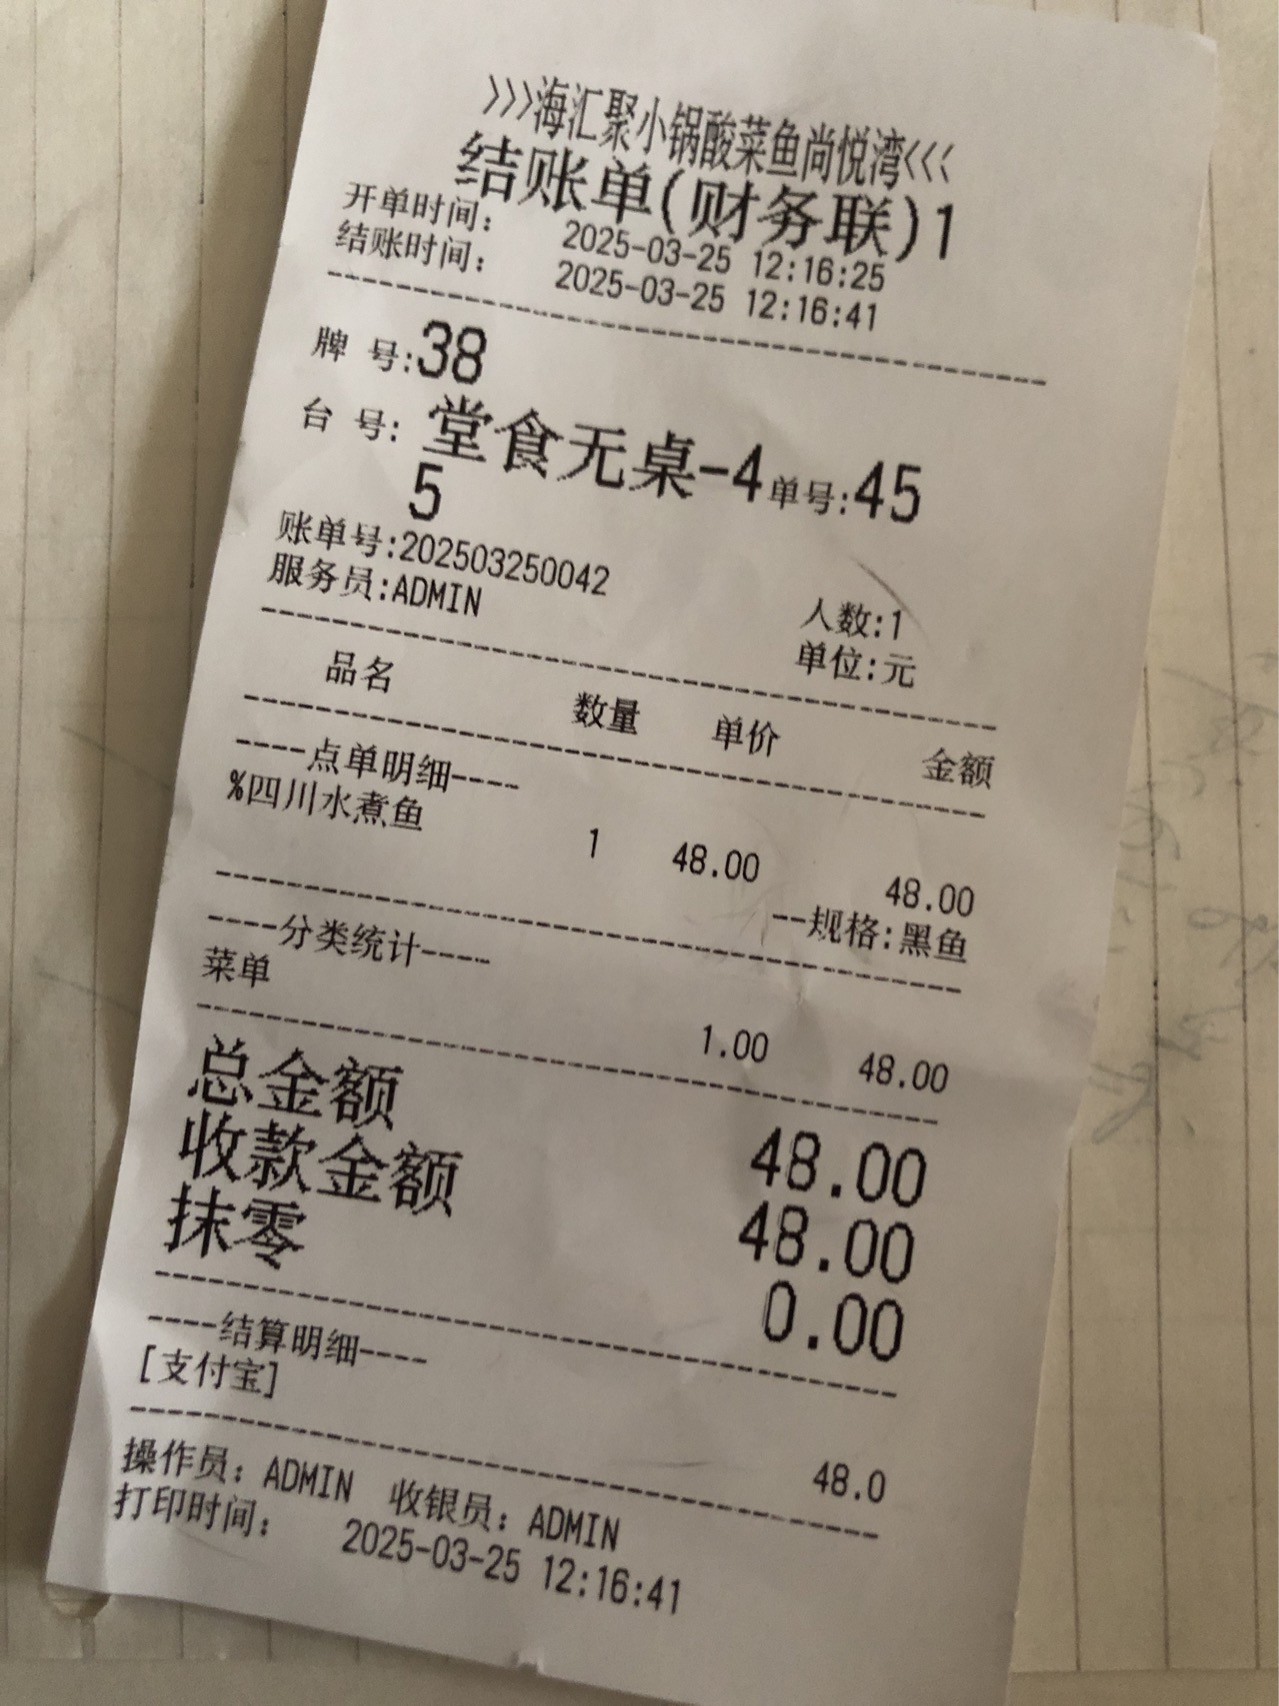 >>>海汇聚小锅酸菜鱼尚悦湾<<<
结账单(财务联)1
开单时间: 2025-03-25 12:16:25
结账时间: 2025-03-25 12:16:41
牌 号:38
台 号: 堂食无桌-4 单号:45
5
账单号:202503250042 人数:1
服务员:ADMIN 单位:元
品名 数量 单价 金额
----点单明细----
%四川水煮鱼
1 48.00 48.00
--规格:黑鱼
----分类统计----
菜单
1.00 48.00
总金额 48.00
收款金额 48.00
抹零 0.00
----结算明细----
[支付宝]
48.0
操作员: ADMIN 收银员: ADMIN
打印时间: 2025-03-25 12:16:41